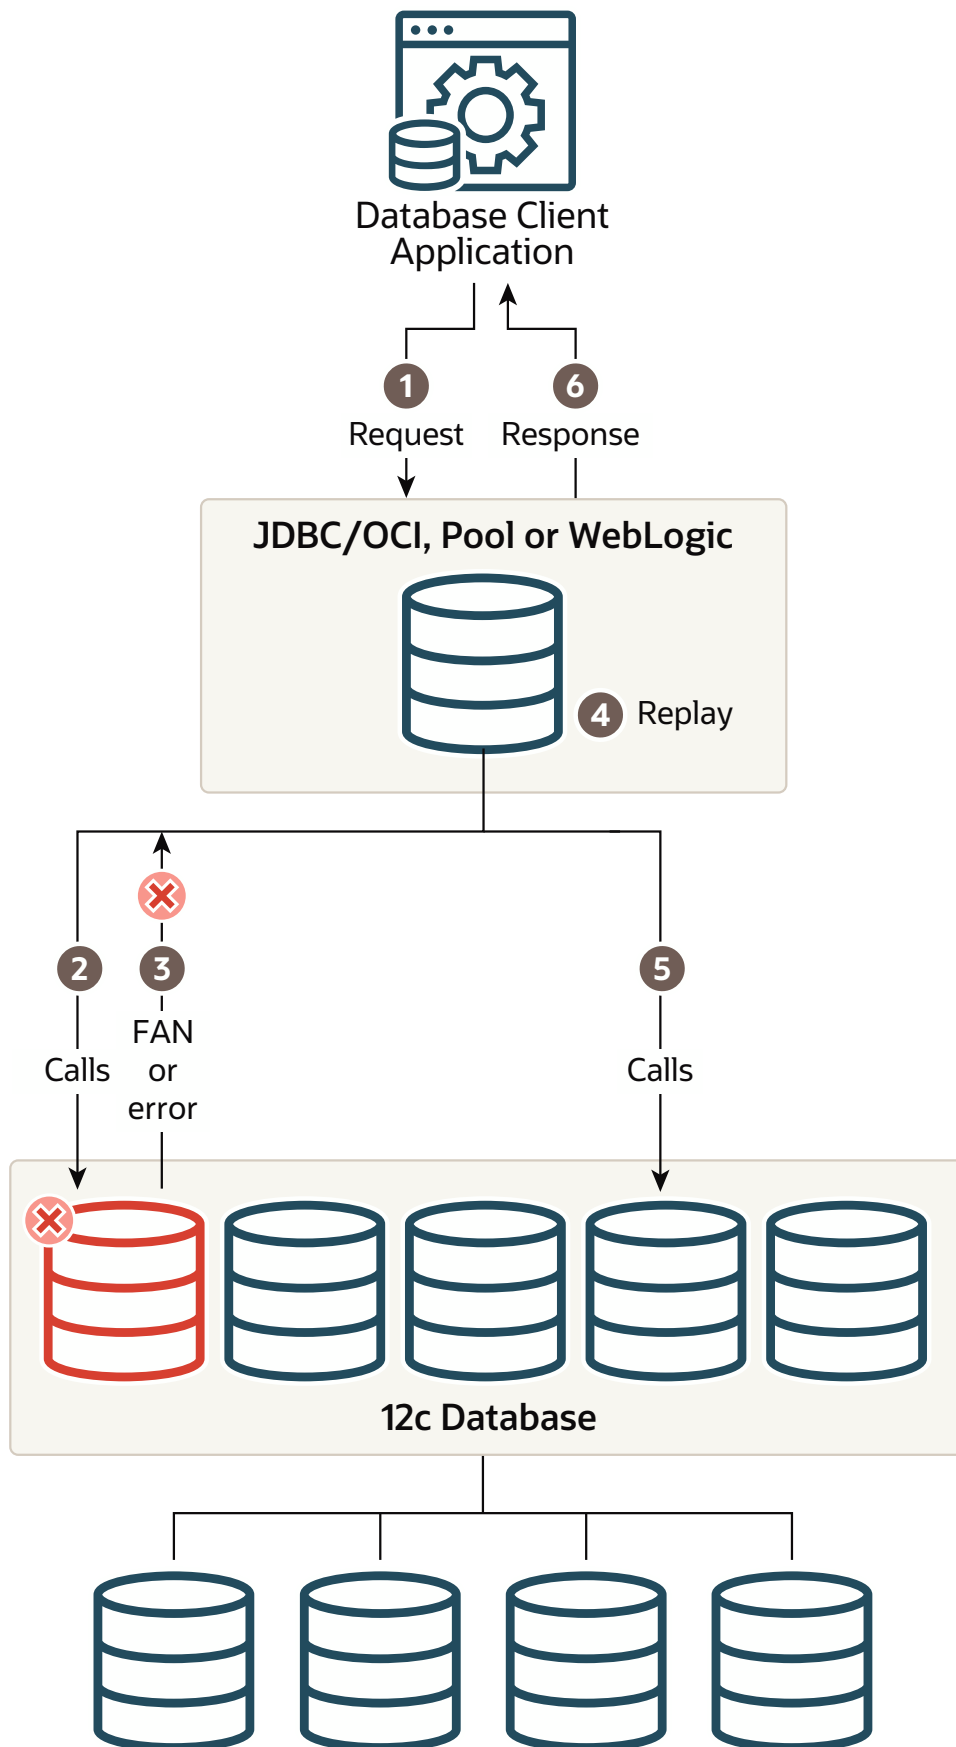 Database Client
Application
1
6
Request
Response
JDBC/OCI, Pool or WebLogic
4
Replay
2
3
5
FAN
or
error
Calls
Calls
12c Database